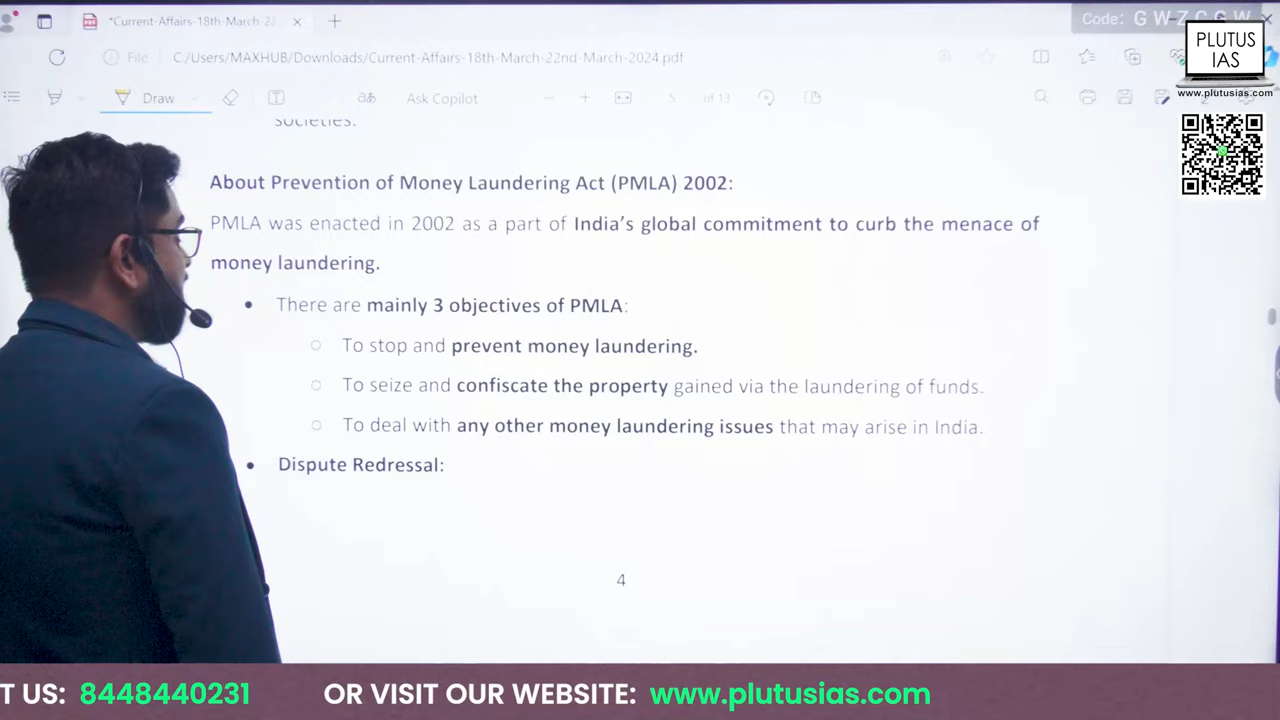 *Current-Affairs-18th-March-22
Code: G W Z C G W
File
C:/Users/MAXHUB/Downloads/Current-Affairs-18th-March-22nd-March-2024.pdf
PLUTUS
IAS
www.plutusias.com
Draw
Ask Copilot
5 of 13
societies.
About Prevention of Money Laundering Act (PMLA) 2002:
PMLA was enacted in 2002 as a part of India's global commitment to curb the menace of
money laundering.
• There are mainly 3 objectives of PMLA:
○ To stop and prevent money laundering.
○ To seize and confiscate the property gained via the laundering of funds.
○ To deal with any other money laundering issues that may arise in India.
• Dispute Redressal:
4
T US: 8448440231 OR VISIT OUR WEBSITE: www.plutusias.com